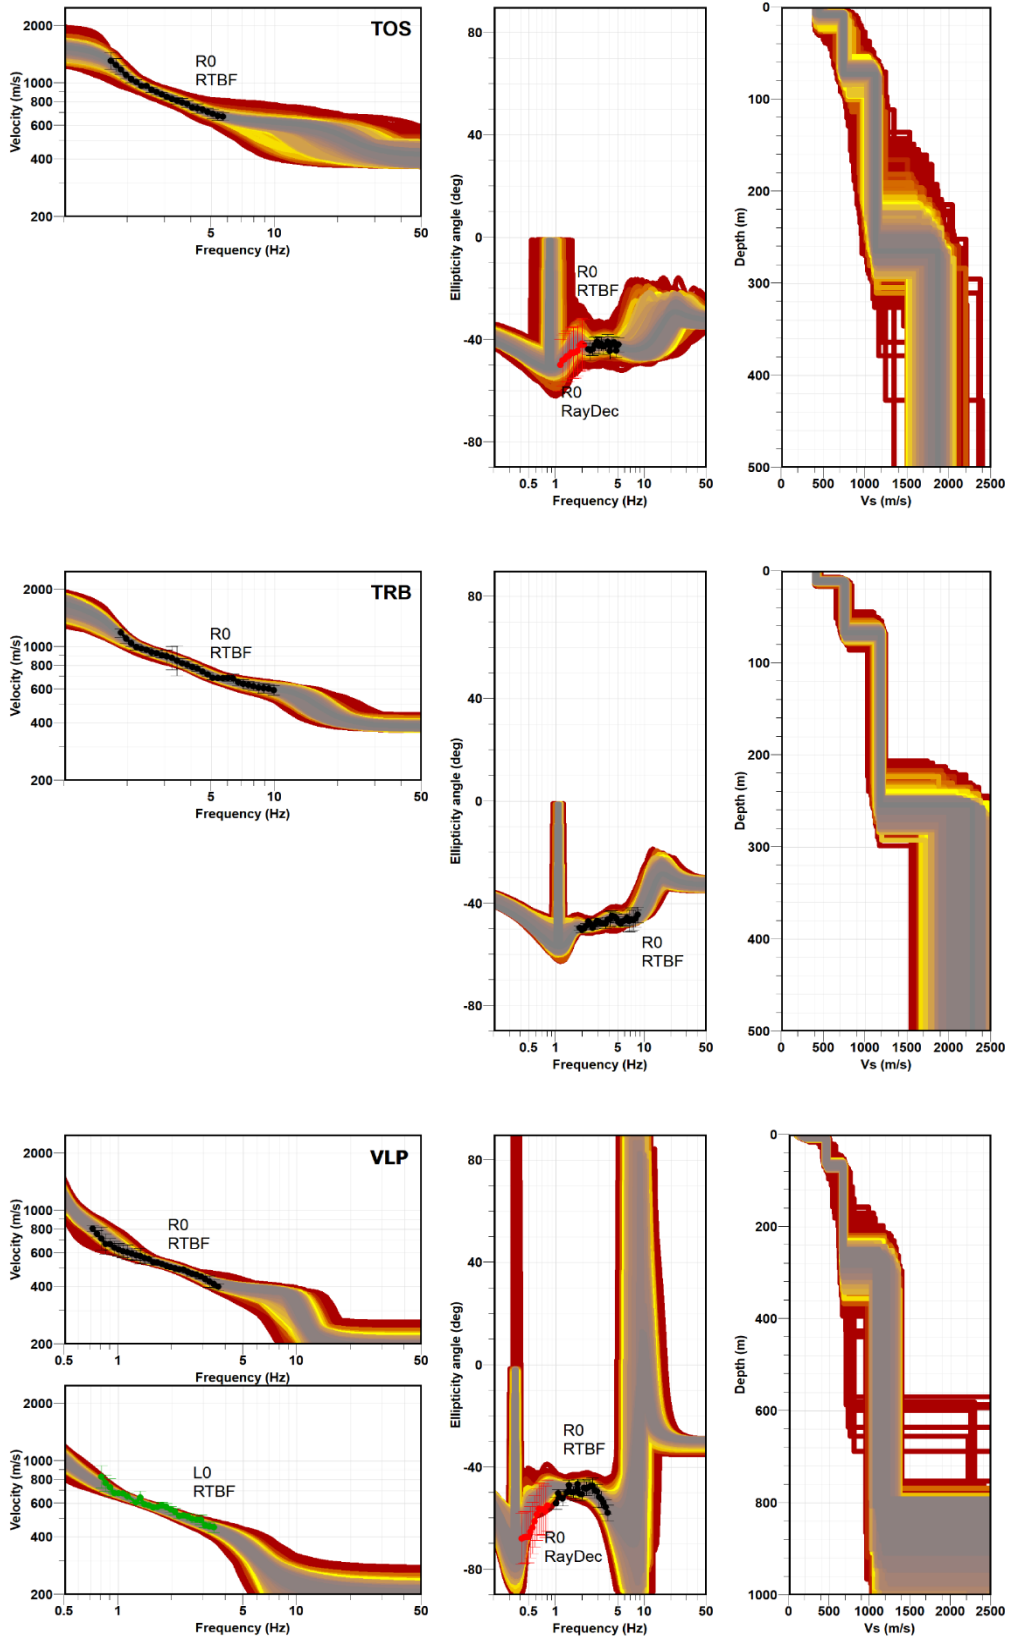 TOS
R0
RTBF
Velocity (m/s)
2000
1000
800
600
400
200
5
10
50
Frequency (Hz)
Ellipticity angle (deg)
80
40
0
-40
-80
R0
RTBF
R0
RayDec
0.5
1
5
10
50
Frequency (Hz)
Depth (m)
0
100
200
300
400
500
0
500
1000
1500
2000
2500
Vs (m/s)
TRB
R0
RTBF
Velocity (m/s)
2000
1000
800
600
400
200
5
10
50
Frequency (Hz)
Ellipticity angle (deg)
80
40
0
-40
-80
R0
RTBF
0.5
1
5
10
50
Frequency (Hz)
Depth (m)
0
100
200
300
400
500
0
500
1000
1500
2000
2500
Vs (m/s)
VLP
R0
RTBF
Velocity (m/s)
2000
1000
800
600
400
200
0.5
1
5
10
50
Frequency (Hz)
L0
RTBF
Velocity (m/s)
2000
1000
800
600
400
200
0.5
1
5
10
50
Frequency (Hz)
Ellipticity angle (deg)
80
40
0
-40
-80
R0
RTBF
R0
RayDec
0.5
1
5
10
50
Frequency (Hz)
Depth (m)
0
200
400
600
800
1000
0
500
1000
1500
2000
2500
Vs (m/s)